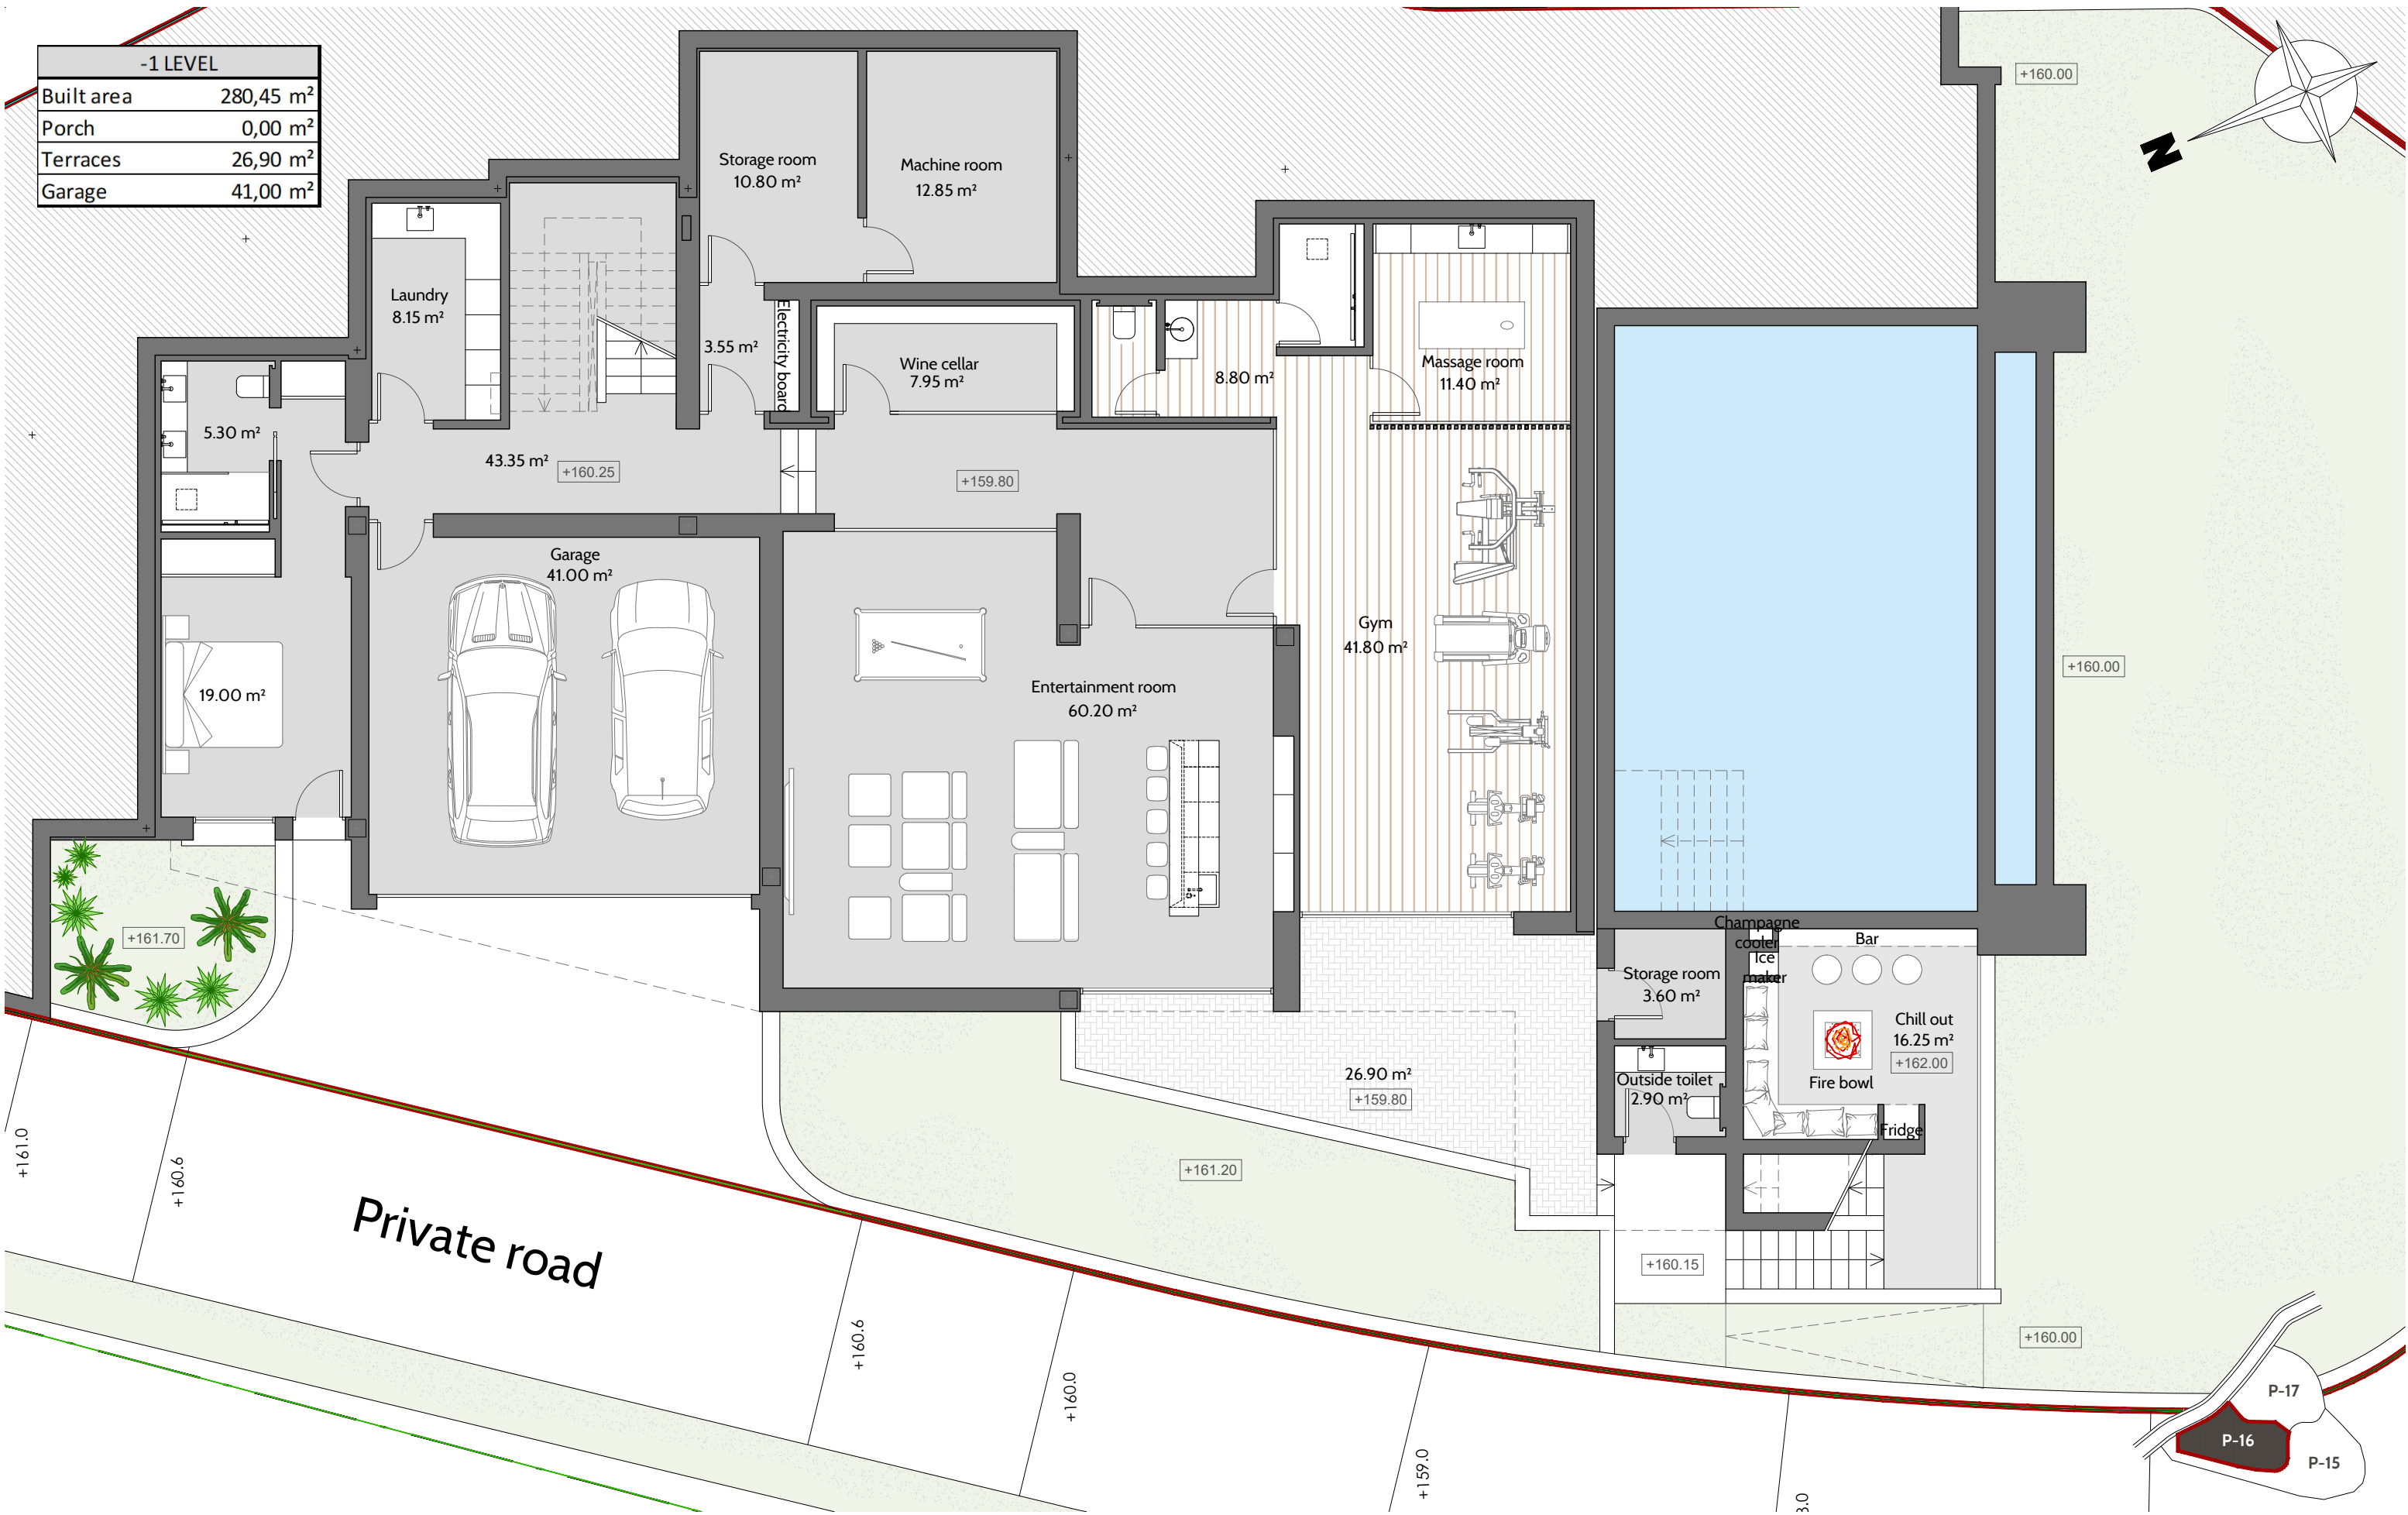 -1 LEVEL
Built area 280,45 m²
Porch 0,00 m²
Terraces 26,90 m²
Garage 41,00 m²
+160.00
N
Storage room
10.80 m²
Machine room
12.85 m²
Laundry
8.15 m²
3.55 m²
Electricity board
Wine cellar
7.95 m²
8.80 m²
Massage room
11.40 m²
5.30 m²
43.35 m²
+160.25
+159.80
Garage
41.00 m²
Gym
41.80 m²
+160.00
19.00 m²
Entertainment room
60.20 m²
+161.70
Champagne
cooler
Ice
maker
Bar
Storage room
3.60 m²
Chill out
16.25 m²
+162.00
Fire bowl
26.90 m²
+159.80
Outside toilet
2.90 m²
Fridge
+161.20
+161.0
+160.6
Private road
+160.15
+160.6
+160.0
+160.00
+159.0
P-17
P-16
P-15